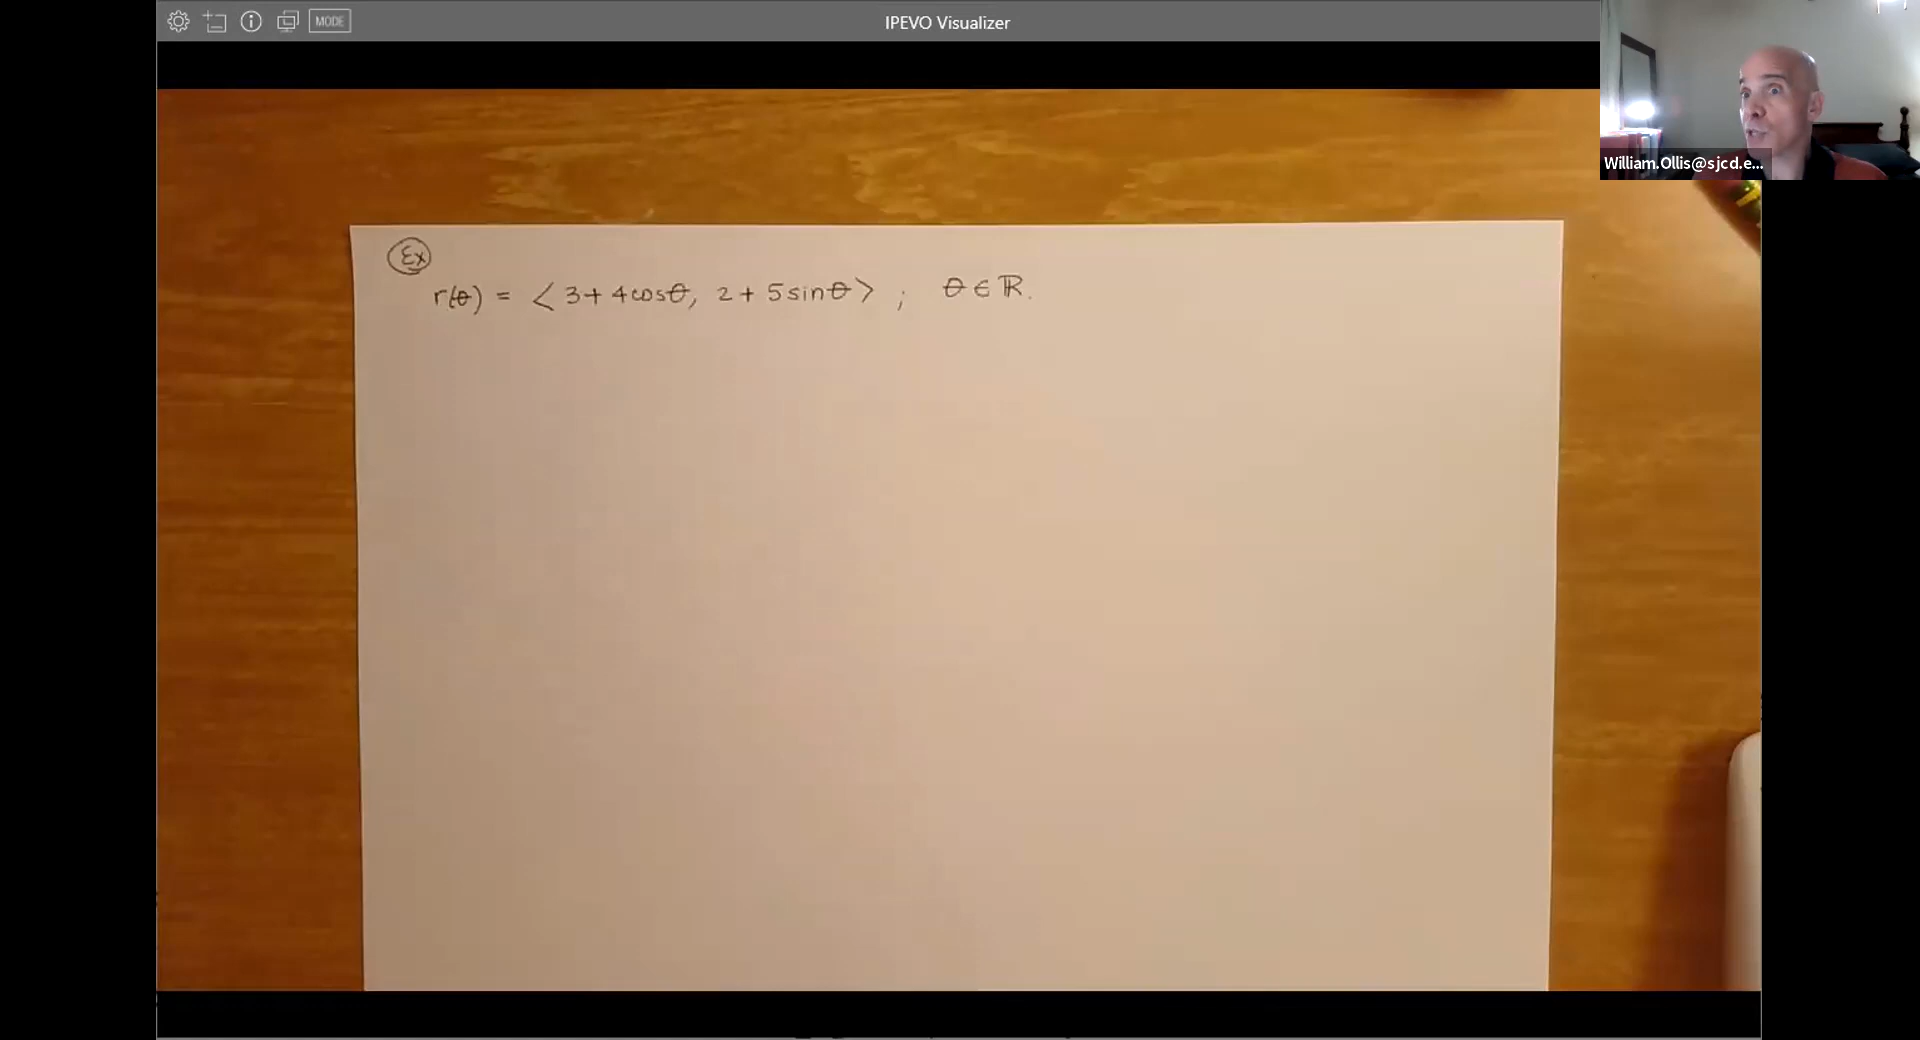 MODE
IPEVO Visualizer
William.Ollis@sjcd.e...
Ex
r(θ) = < 3+4cosθ, 2+5sinθ > ; θ ∈ ℝ.